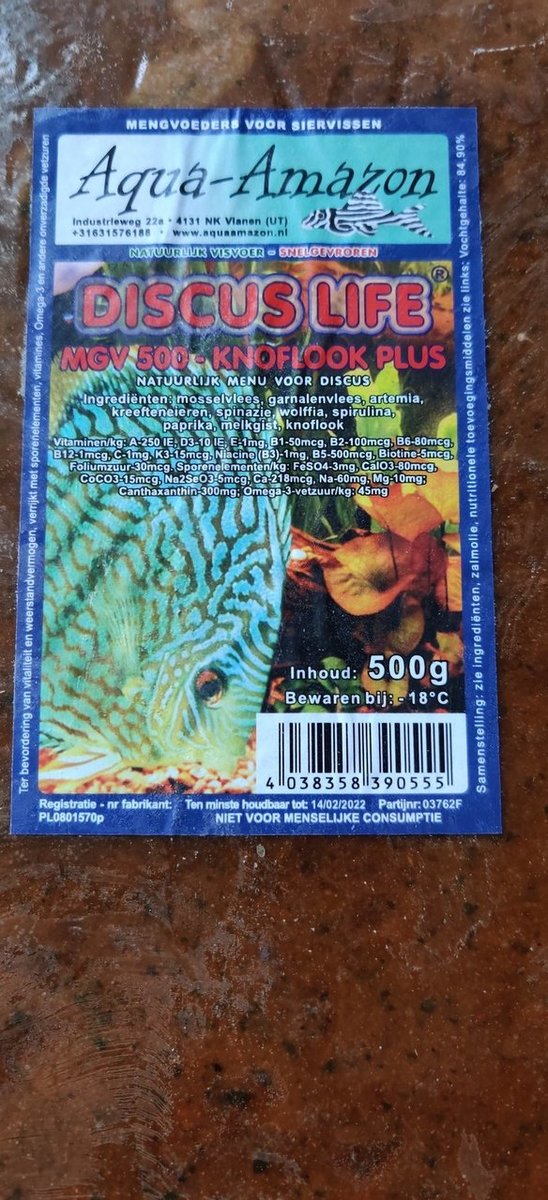 MENGVOEDERS VOOR SIERVISSEN
Aqua-Amazon
Industrieweg 22a • 4131 NK Vianen (UT)
+31631576188 • www.aquaamazon.nl
NATUURLIJK VISVOER - SNELGEVROREN
DISCUS LIFE®
MGV 500 - KNOFLOOK PLUS
NATUURLIJK MENU VOOR DISCUS
Ingrediënten: mosselvlees, garnalenvlees, artemia,
kreefteneieren, spinazie, wolffia, spirulina,
paprika, melkgist, knoflook
Vitaminen/kg: A-250 IE, D3-10 IE, E-1mg, B1-50mcg, B2-100mcg, B6-80mcg,
B12-1mcg, C-1mg, K3-15mcg, Niacine (B3)-1mg, B5-500mcg, Biotine-5mcg,
Foliumzuur-30mcg. Sporenelementen/kg: FeSO4-3mg, CaIO3-80mcg,
CoCO3-15mcg, Na2SeO3-5mcg, Ca-218mcg, Na-60mg, Mg-10mg;
Canthaxanthin-300mg; Omega-3-vetzuur/kg: 45mg
Inhoud: 500g
Bewaren bij: -18°C
4 038358 390555
Registratie - nr fabrikant: Ten minste houdbaar tot: 14/02/2022 Partijnr: 03762F
PL0801570p NIET VOOR MENSELIJKE CONSUMPTIE
Ter bevordering van vitaliteit en weerstandvermogen, verrijkt met sporenelementen, vitamines, Omega-3 en andere onverzadigde vetzuren
Samenstelling: zie ingrediënten, zalmolie, nutritionele toevoegingsmiddelen zie links; Vochtgehalte: 84,90%